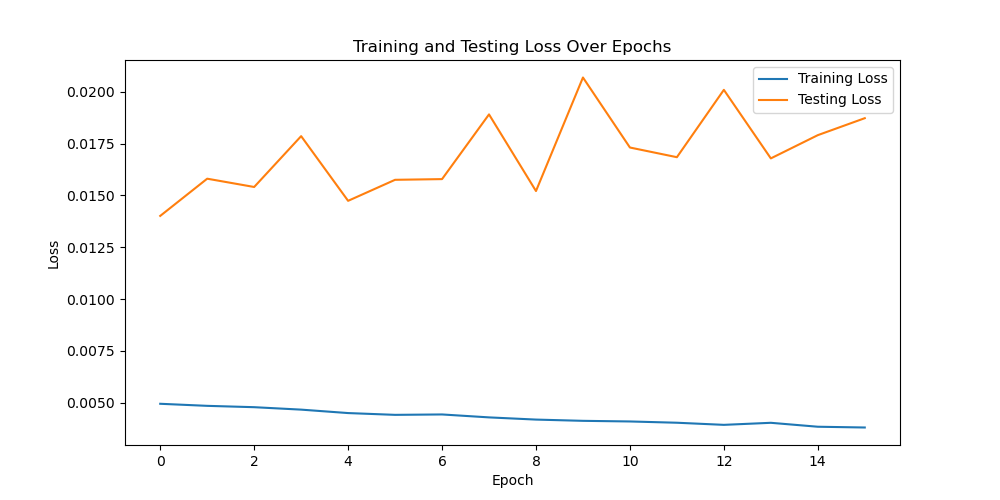 Training and Testing Loss Over Epochs
Training Loss
Testing Loss
0.0200
0.0175
0.0150
0.0125
0.0100
0.0075
0.0050
Loss
0 2 4 6 8 10 12 14
Epoch